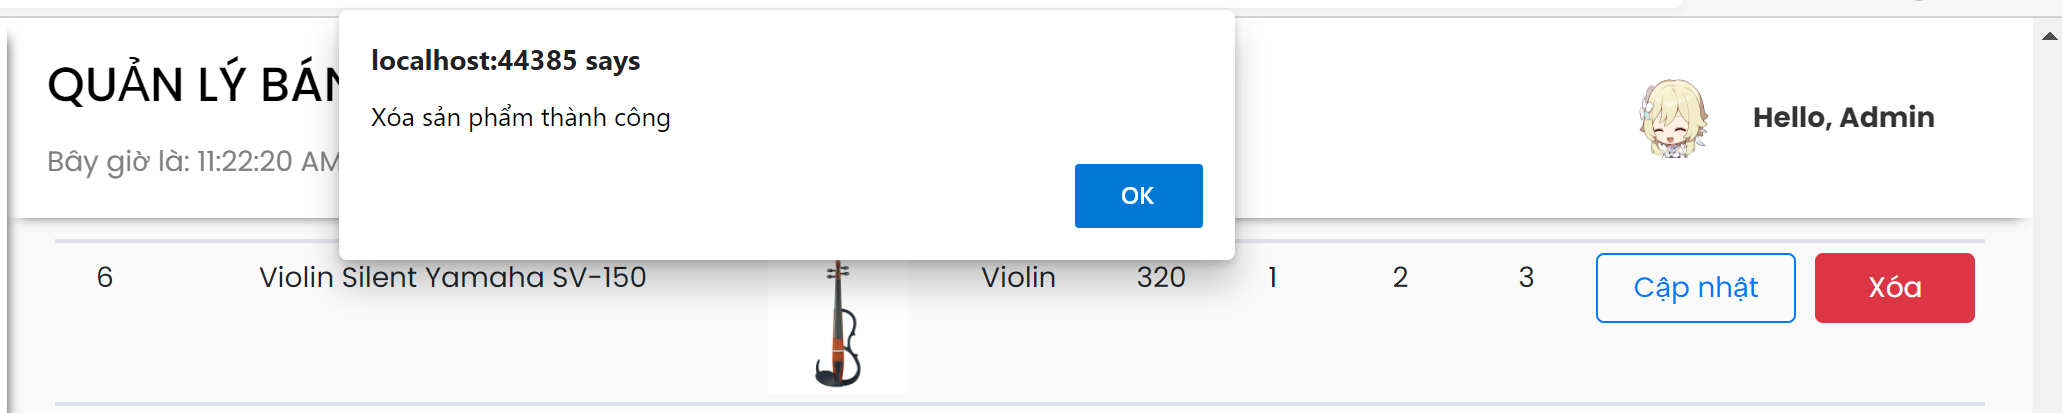 localhost:44385 says
Xóa sản phẩm thành công
OK
QUẢN LÝ BÁN
Bây giờ là: 11:22:20 AM
Hello, Admin
6 Violin Silent Yamaha SV-150 Violin 320 1 2 3 Cập nhật Xóa